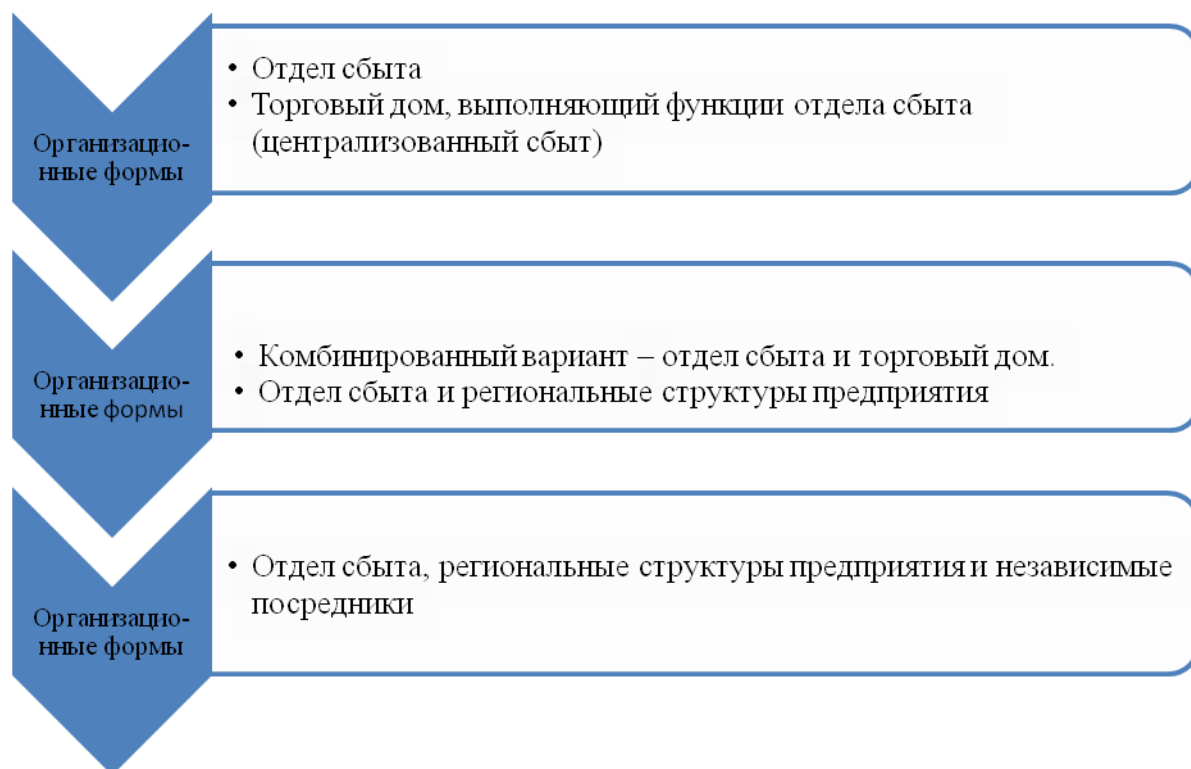 Организацио-
нные формы
• Отдел сбыта
• Торговый дом, выполняющий функции отдела сбыта
(централизованный сбыт)
Организацио-
нные формы
• Комбинированный вариант – отдел сбыта и торговый дом.
• Отдел сбыта и региональные структуры предприятия
Организацио-
нные формы
• Отдел сбыта, региональные структуры предприятия и независимые
посредники